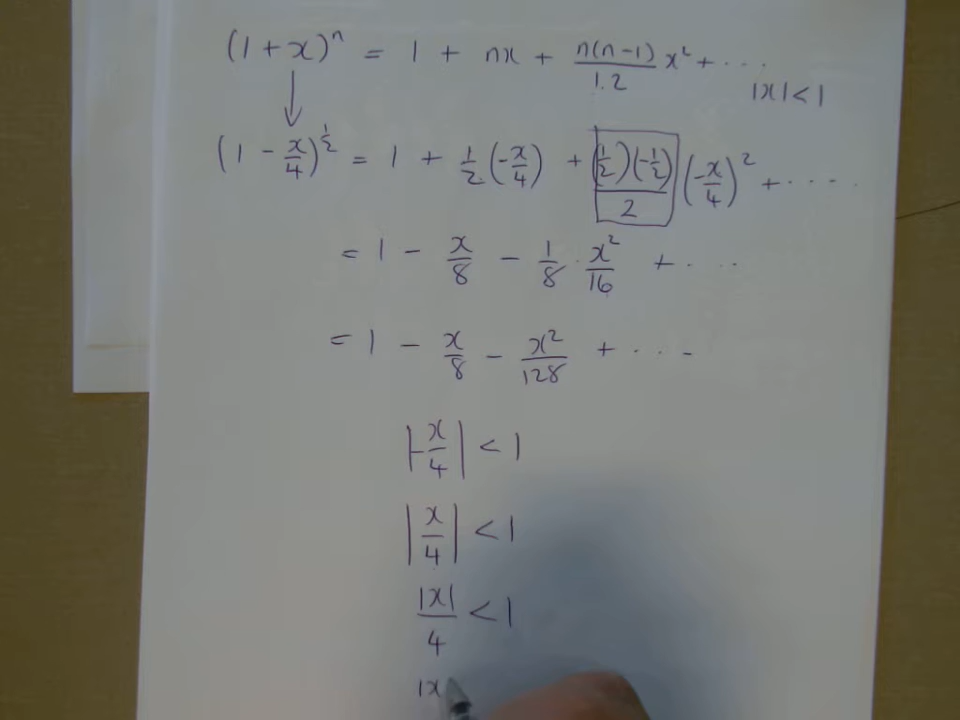 (1 + x)^n = 1 + nx + n(n-1)/1.2 x² + ...
|x| < 1
(1 - x/4)^1/2 = 1 + 1/2 (-x/4) + (1/2)(-1/2)/2 (-x/4)² + ....
= 1 - x/8 - 1/8 . x²/16 + ...
= 1 - x/8 - x²/128 + ...
|-x/4| < 1
|x/4| < 1
|x|/4 < 1
|x